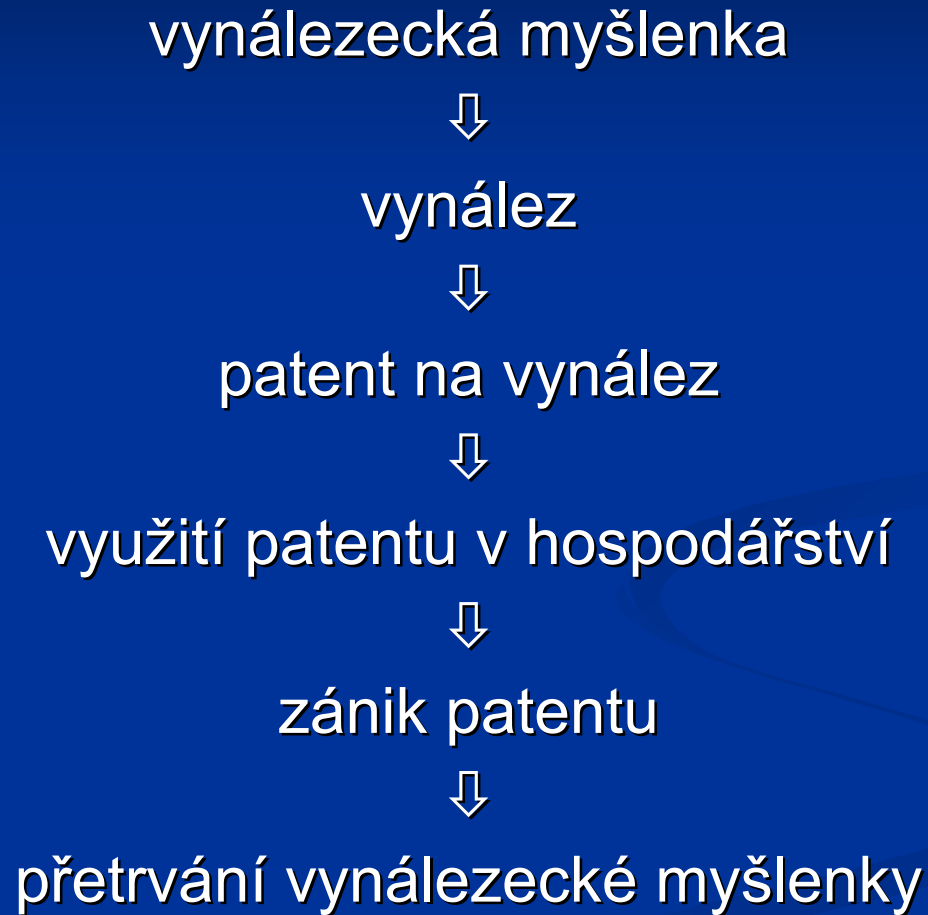 vynálezecká myšlenka
⇩
vynález
⇩
patent na vynález
⇩
využití patentu v hospodářství
⇩
zánik patentu
⇩
přetrvání vynálezecké myšlenky